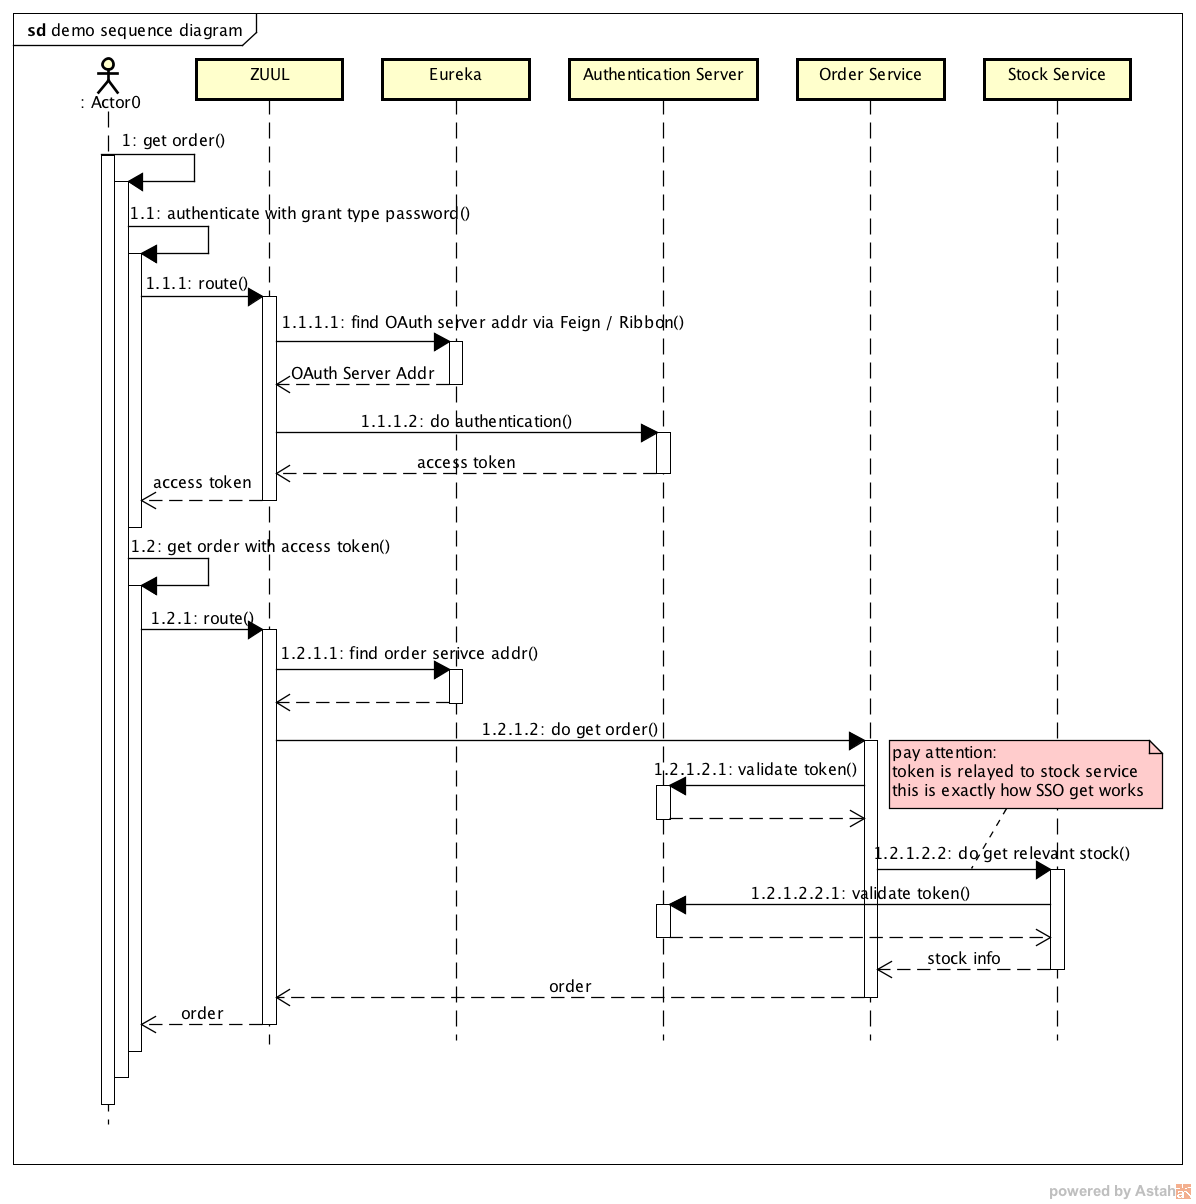 sd demo sequence diagram
: Actor0
ZUUL
Eureka
Authentication Server
Order Service
Stock Service
1: get order()
1.1: authenticate with grant type password()
1.1.1: route()
1.1.1.1: find OAuth server addr via Feign / Ribbon()
OAuth Server Addr
1.1.1.2: do authentication()
access token
access token
1.2: get order with access token()
1.2.1: route()
1.2.1.1: find order serivce addr()
1.2.1.2: do get order()
pay attention:
token is relayed to stock service
this is exactly how SSO get works
1.2.1.2.1: validate token()
1.2.1.2.2: do get relevant stock()
1.2.1.2.2.1: validate token()
stock info
order
order
powered by Astah